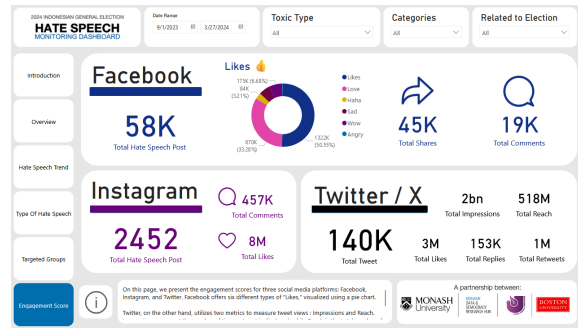 2024 INDONESIAN GENERAL ELECTION
HATE SPEECH
MONITORING DASHBOARD
Date Range
9/1/2023
3/27/2024
Toxic Type
All
Categories
All
Related to Election
All
Introduction
Overview
Hate Speech Trend
Type Of Hate Speech
Targeted Groups
Engagement Score
Facebook
58K
Total Hate Speech Post
Likes
175K (6.68%)
84K
(3.21%)
870K
(33.28%)
1322K
(50.55%)
Likes
Love
Haha
Sad
Wow
Angry
45K
Total Shares
19K
Total Comments
Instagram
2452
Total Hate Speech Post
457K
Total Comments
8M
Total Likes
Twitter / X
140K
Total Tweet
2bn
Total Impressions
518M
Total Reach
3M
Total Likes
153K
Total Replies
1M
Total Retweets
On this page, we present the engagement scores for three social media platforms: Facebook,
Instagram, and Twitter. Facebook offers six different types of "Likes," visualized using a pie chart.
Twitter, on the other hand, utilizes two metrics to measure tweet views : Impressions and Reach.
A partnership between:
MONASH
University
MONASH
DATA &
DEMOCRACY
RESEARCH HUB
BOSTON
UNIVERSITY